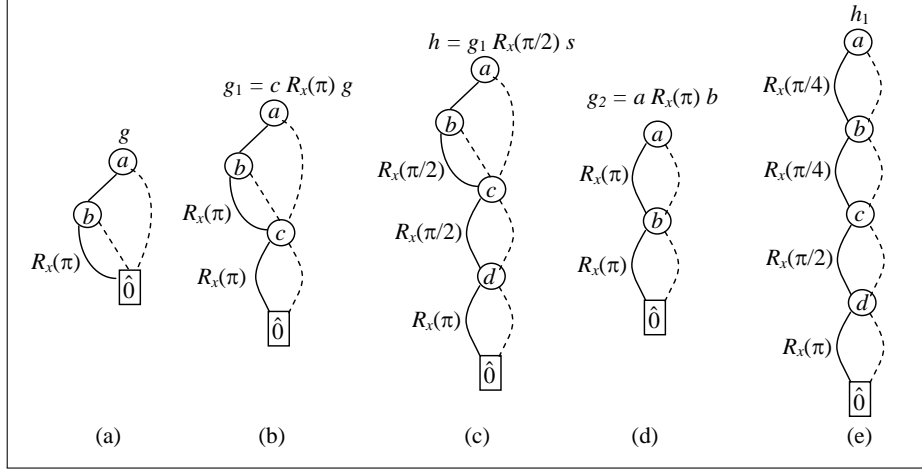 g
a
b
Rₓ(π)
0̂
(a)
g₁ = c Rₓ(π) g
a
b
Rₓ(π)
c
Rₓ(π)
0̂
(b)
h = g₁ Rₓ(π/2) s
a
b
Rₓ(π/2)
c
Rₓ(π/2)
d
Rₓ(π)
0̂
(c)
g₂ = a Rₓ(π) b
a
Rₓ(π)
b
Rₓ(π)
0̂
(d)
h₁
a
Rₓ(π/4)
b
Rₓ(π/4)
c
Rₓ(π/2)
d
Rₓ(π)
0̂
(e)